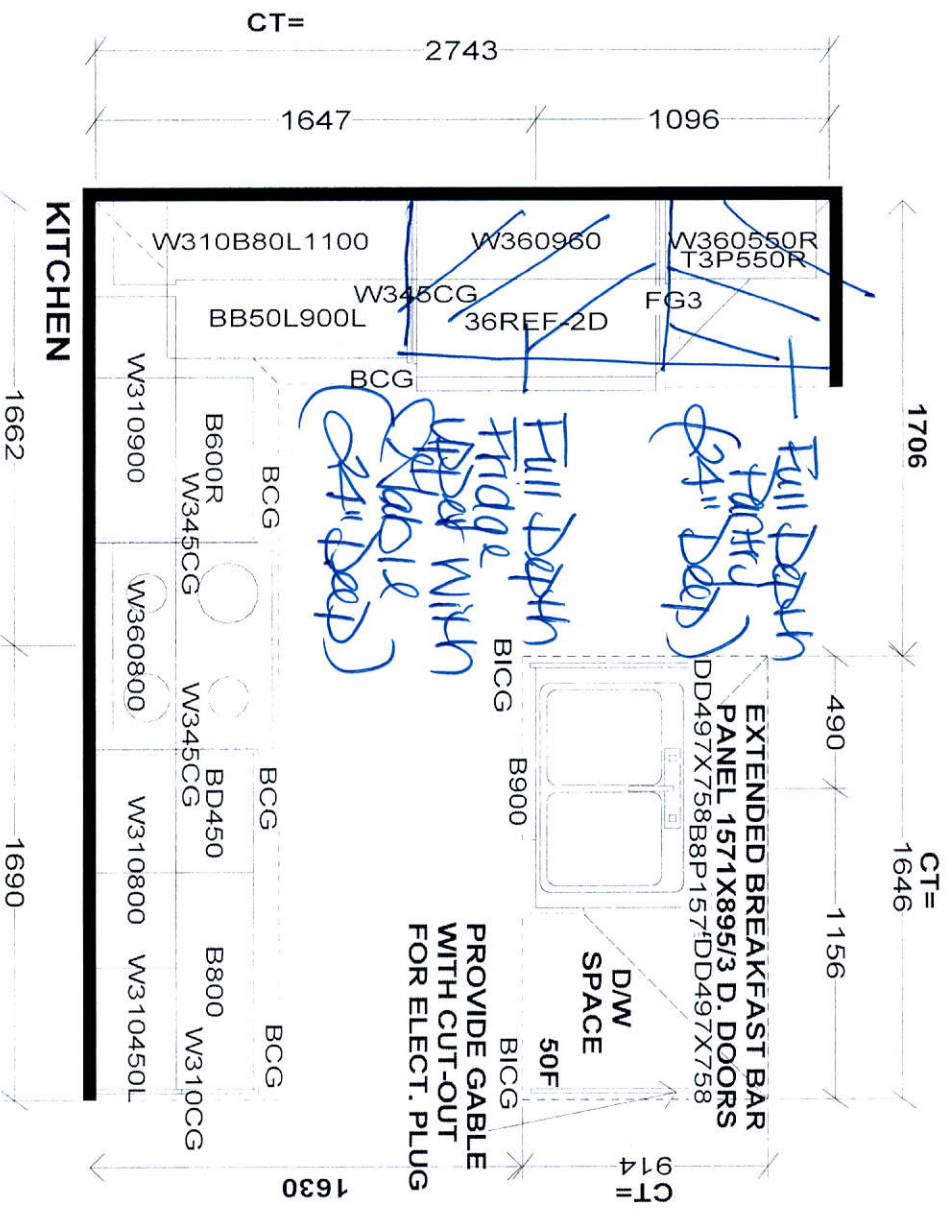 CT=
2743
1647
1096
KITCHEN
W310B80L1100
W360960
W360550R
T3P550R
W345CG
FG3
BB50L900L
36REF-2D
BCG
1706
Full Depth
Pantry
(24" Deep)
Full Depth
Fridge
Upper with
Gable
(24" Deep)
1662
1690
W310900
B600R
W345CG
BCG
W360800
W345CG
BD450
BCG
W310800
B800
W310450L
W310CG
BCG
490
1156
CT=
1646
EXTENDED BREAKFAST BAR
PANEL 1571X895/3 D. DOORS
DD497X758B8P157'DD497X758
BICG
B900
D/W
SPACE
50F
BICG
PROVIDE GABLE
WITH CUT-OUT
FOR ELECT. PLUG
1630
914
CT=